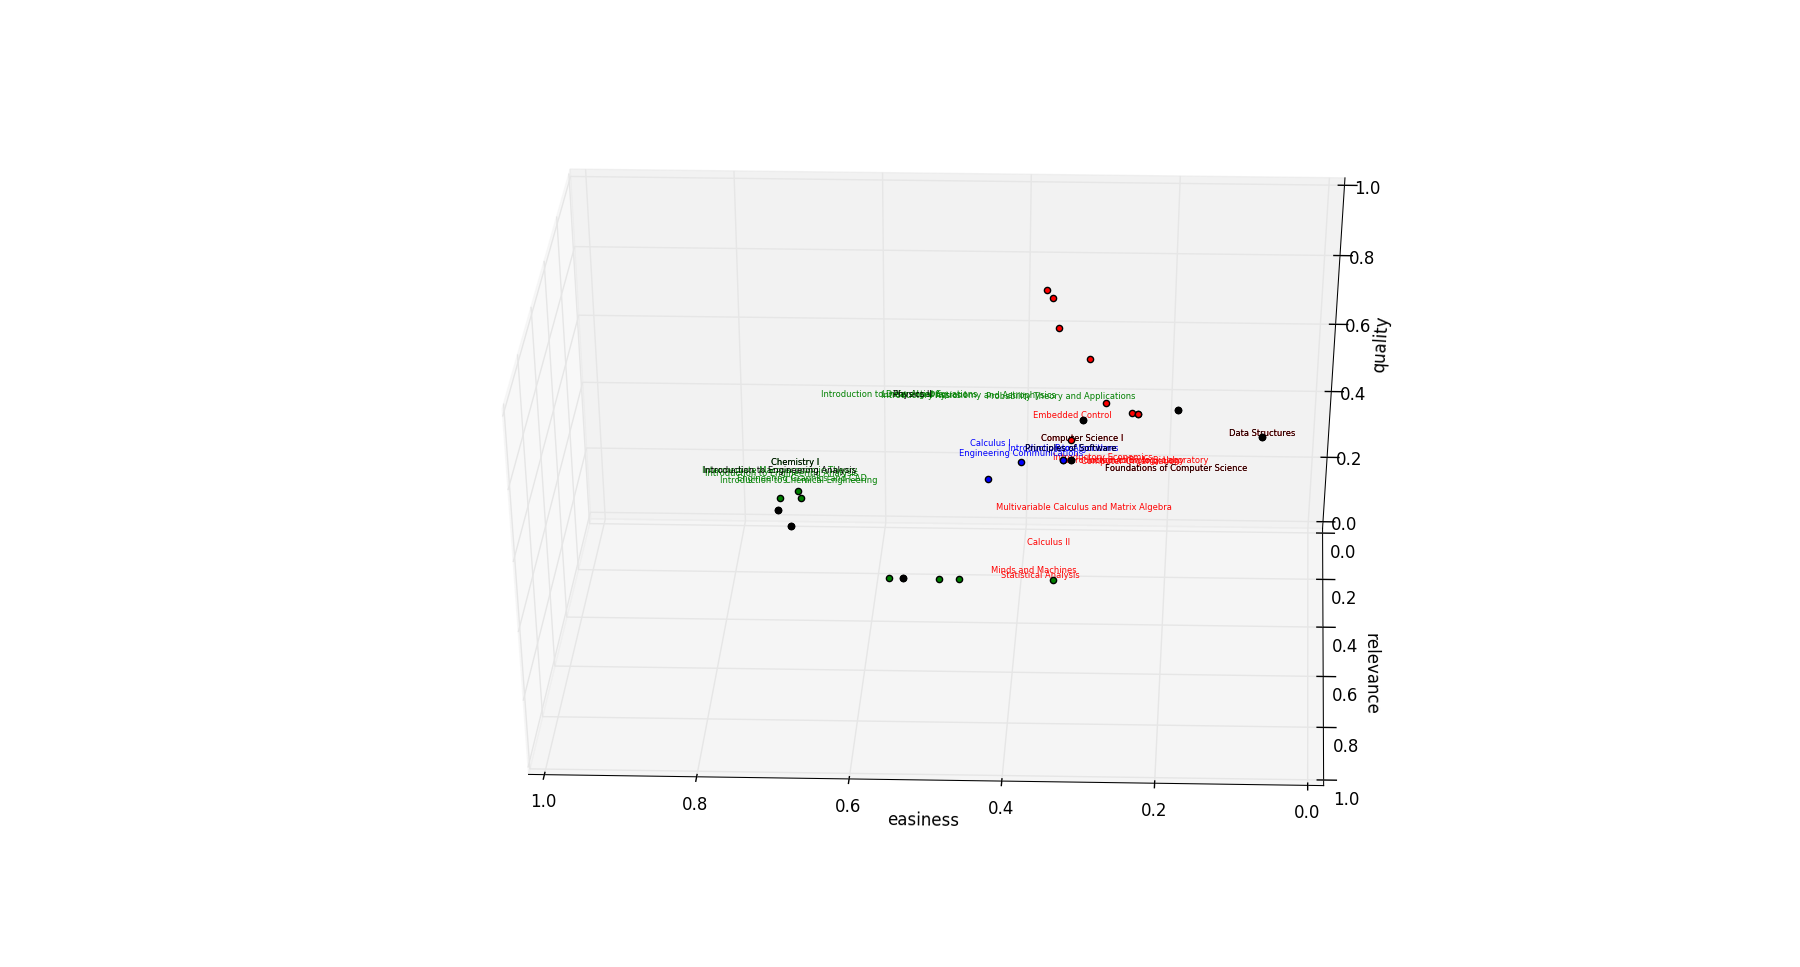 1.0
0.8
0.6
quality
0.4
Probability Theory and Applications
Embedded Control
Data Structures
Computer Science I
Calculus I
Principles of Software
Engineering Communications
Chemistry I
Foundations of Computer Science
0.2
Introduction to Engineering Analysis
Introduction to Chemical Engineering
Multivariable Calculus and Matrix Algebra
0.0
Calculus II
0.0
Minds and Machines
Statistical Analysis
0.2
0.4
relevance
0.6
0.8
1.0
1.0
0.8
0.6
0.4
0.2
0.0
easiness